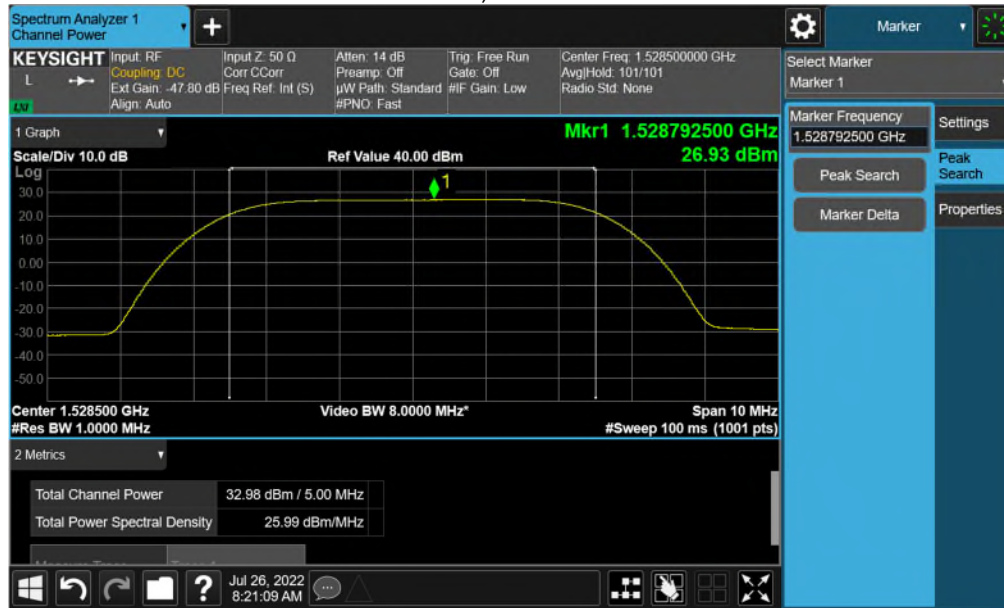 Spectrum Analyzer 1
Channel Power
+
Marker
KEYSIGHT
L
LXI
Input: RF
Coupling: DC
Ext Gain: -47.80 dB
Align: Auto
Input Z: 50 Ω
Corr CCorr
Freq Ref: Int (S)
Atten: 14 dB
Preamp: Off
µW Path: Standard
#PNO: Fast
Trig: Free Run
Gate: Off
#IF Gain: Low
Center Freq: 1.528500000 GHz
Avg|Hold: 101/101
Radio Std: None
Select Marker
Marker 1
Marker Frequency
1.528792500 GHz
Peak Search
Marker Delta
Settings
Peak
Search
Properties
1 Graph
Mkr1 1.528792500 GHz
Scale/Div 10.0 dB
Ref Value 40.00 dBm
26.93 dBm
Log
1
30.0
20.0
10.0
0.00
-10.0
-20.0
-30.0
-40.0
-50.0
Center 1.528500 GHz
Video BW 8.0000 MHz*
Span 10 MHz
#Res BW 1.0000 MHz
#Sweep 100 ms (1001 pts)
2 Metrics
Total Channel Power 32.98 dBm / 5.00 MHz
Total Power Spectral Density 25.99 dBm/MHz
?
Jul 26, 2022
8:21:09 AM